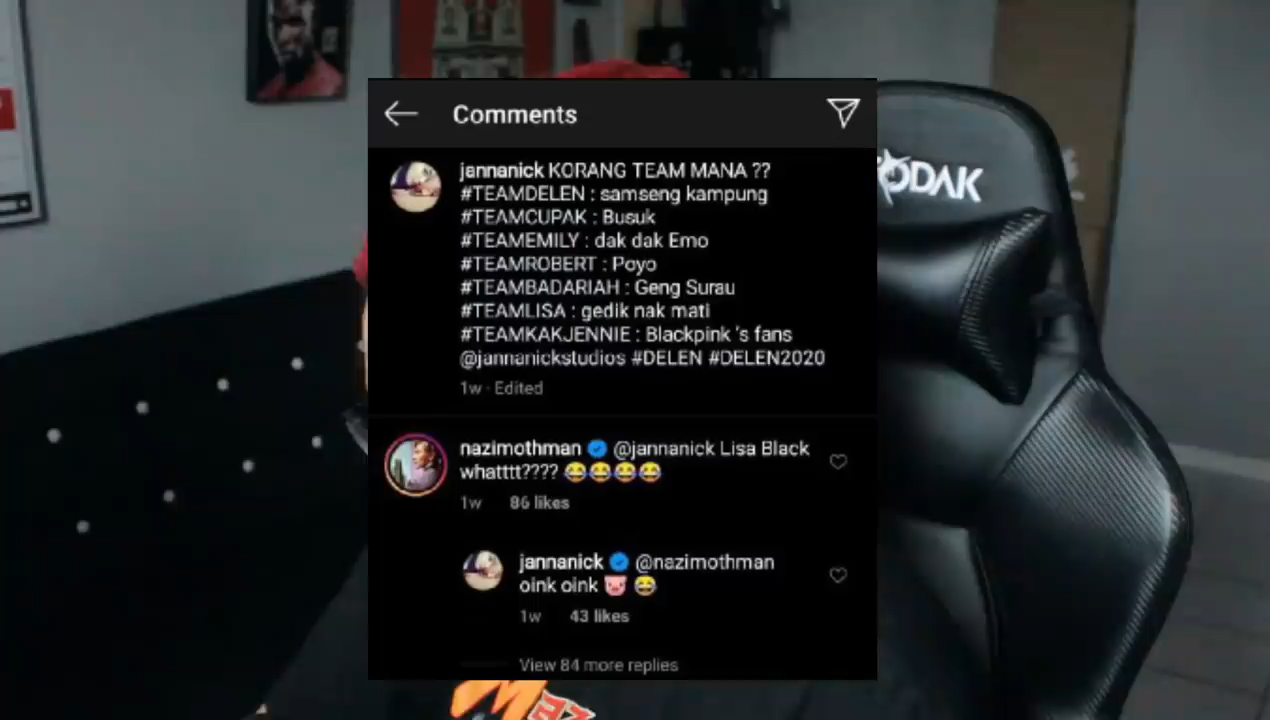 Comments
jannanick KORANG TEAM MANA ??
#TEAMDELEN : samseng kampung
#TEAMCUPAK : Busuk
#TEAMEMILY : dak dak Emo
#TEAMROBERT : Poyo
#TEAMBADARIAH : Geng Surau
#TEAMLISA : gedik nak mati
#TEAMKAKJENNIE : Blackpink 's fans
@jannanickstudios #DELEN #DELEN2020
1w · Edited
nazimothman @jannanick Lisa Black
whatttt???? 😂😂😂😂
1w 86 likes
jannanick @nazimothman
oink oink 🐷 😂
1w 43 likes
View 84 more replies
ODAK